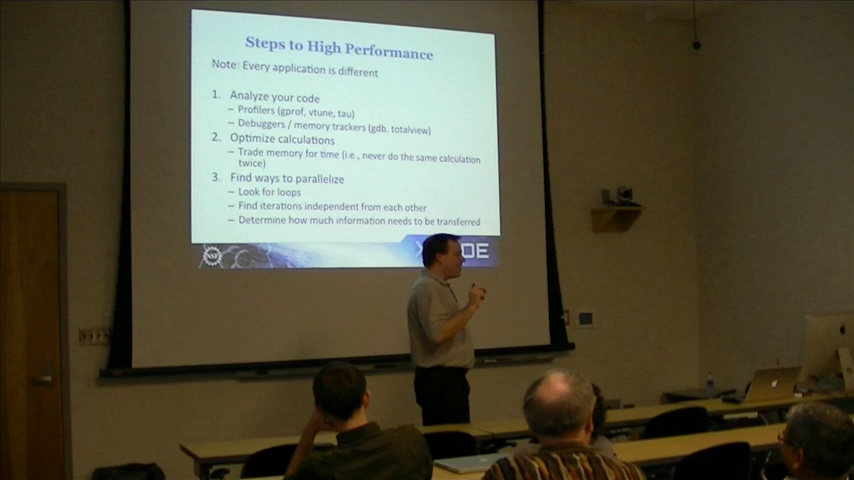 Steps to High Performance
Note: Every application is different
1. Analyze your code
– Profilers (gprof, vtune, tau)
– Debuggers / memory trackers (gdb, totalview)
2. Optimize calculations
– Trade memory for time (i.e., never do the same calculation
twice)
3. Find ways to parallelize
– Look for loops
– Find iterations independent from each other
– Determine how much information needs to be transferred
NSF
OE